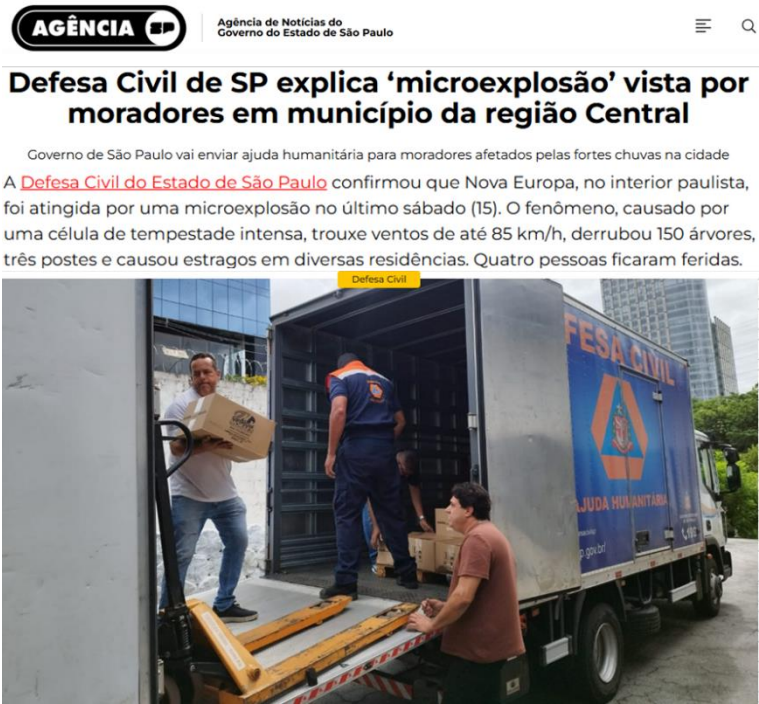 AGÊNCIA SP
Agência de Notícias do
Governo do Estado de São Paulo
Defesa Civil de SP explica ‘microexplosão’ vista por
moradores em município da região Central
Governo de São Paulo vai enviar ajuda humanitária para moradores afetados pelas fortes chuvas na cidade
A Defesa Civil do Estado de São Paulo confirmou que Nova Europa, no interior paulista,
foi atingida por uma microexplosão no último sábado (15). O fenômeno, causado por
uma célula de tempestade intensa, trouxe ventos de até 85 km/h, derrubou 150 árvores,
três postes e causou estragos em diversas residências. Quatro pessoas ficaram feridas.
Defesa Civil
FESA CIVIL
AJUDA HUMANITÁRIA
p.gov.br/